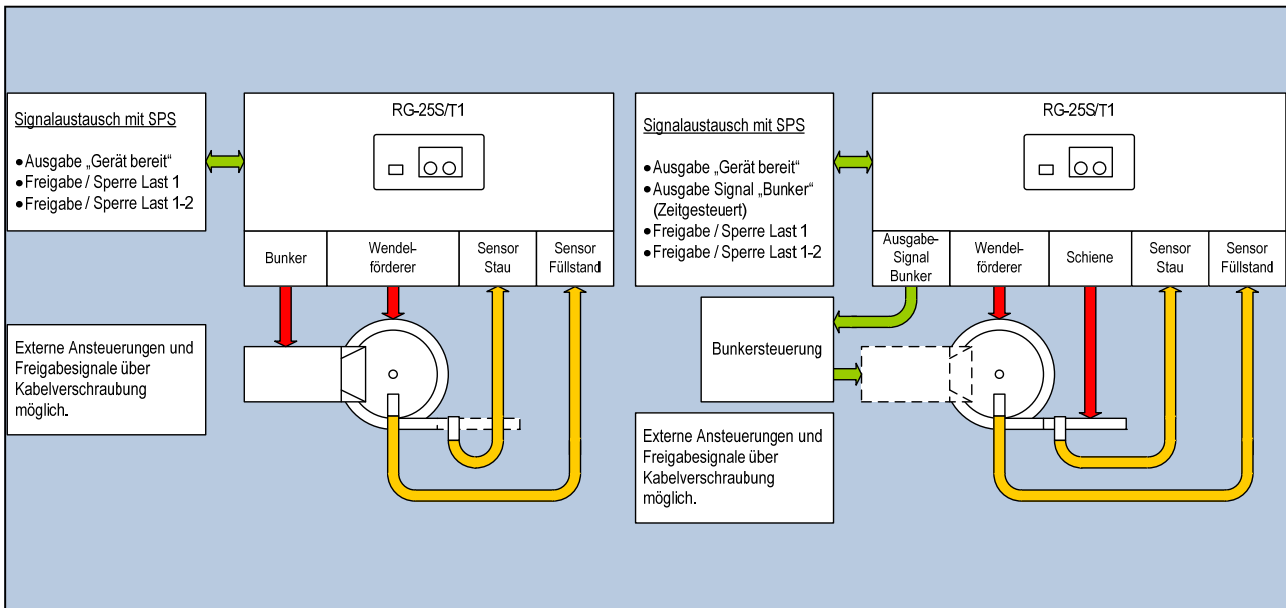 Signalaustausch mit SPS
• Ausgabe „Gerät bereit“
• Freigabe / Sperre Last 1
• Freigabe / Sperre Last 1-2
RG-25S/T1
Bunker
Wendel-
förderer
Sensor
Stau
Sensor
Füllstand
Externe Ansteuerungen und
Freigabesignale über
Kabelverschraubung
möglich.
Signalaustausch mit SPS
• Ausgabe „Gerät bereit“
• Ausgabe Signal „Bunker“
(Zeitgesteuert)
• Freigabe / Sperre Last 1
• Freigabe / Sperre Last 1-2
RG-25S/T1
Ausgabe-
Signal
Bunker
Wendel-
förderer
Schiene
Sensor
Stau
Sensor
Füllstand
Bunkersteuerung
Externe Ansteuerungen und
Freigabesignale über
Kabelverschraubung
möglich.